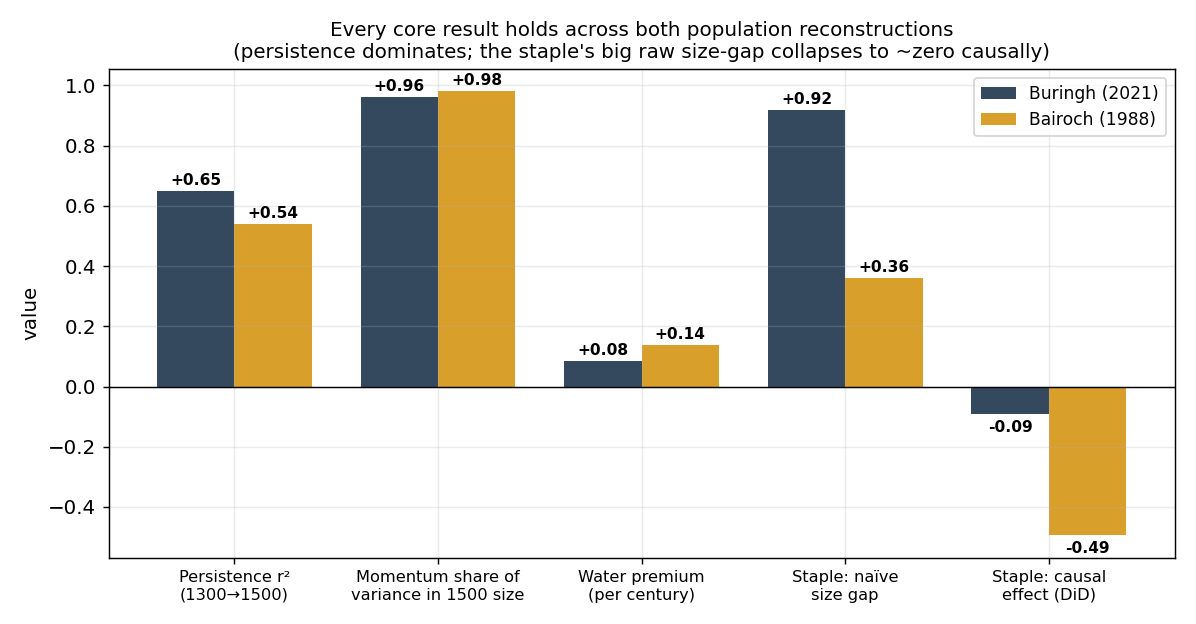 Every core result holds across both population reconstructions
(persistence dominates; the staple's big raw size-gap collapses to ~zero causally)
Buringh (2021)
Bairoch (1988)
value
1.0
0.8
0.6
0.4
0.2
0.0
−0.2
−0.4
+0.65
+0.54
+0.96
+0.98
+0.08
+0.14
+0.92
+0.36
-0.09
-0.49
Persistence r²
(1300→1500)
Momentum share of
variance in 1500 size
Water premium
(per century)
Staple: naïve
size gap
Staple: causal
effect (DiD)